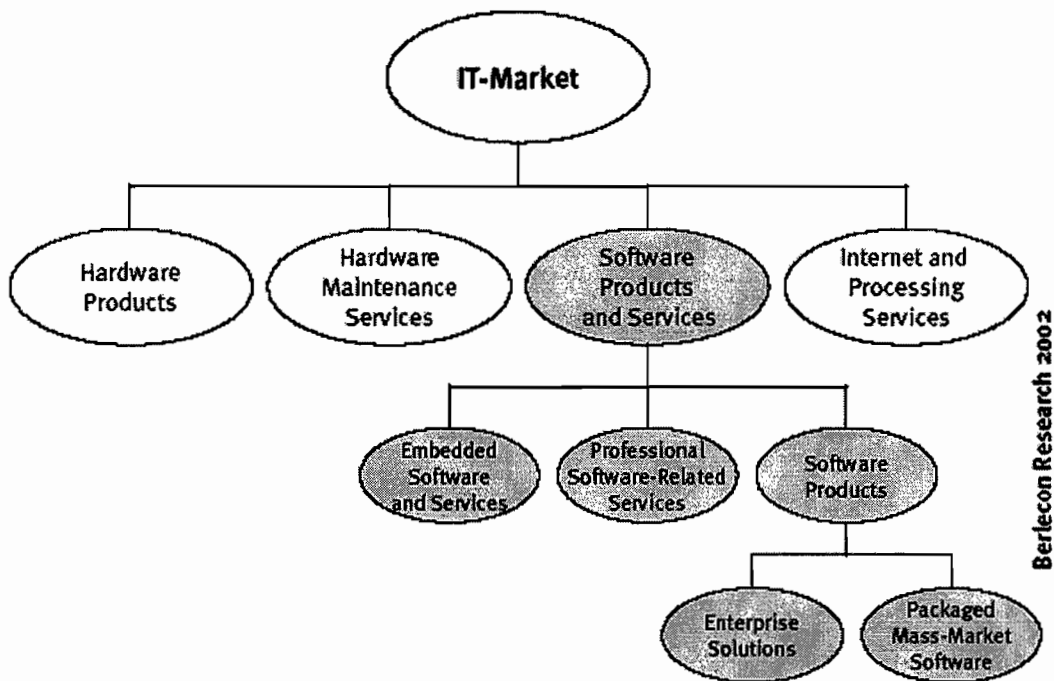 IT-Market
Hardware
Products
Hardware
Maintenance
Services
Software
Products
and Services
Internet and
Processing
Services
Embedded
Software
and Services
Professional
Software-Related
Services
Software
Products
Enterprise
Solutions
Packaged
Mass-Market
Software
Berlecon Research 2002